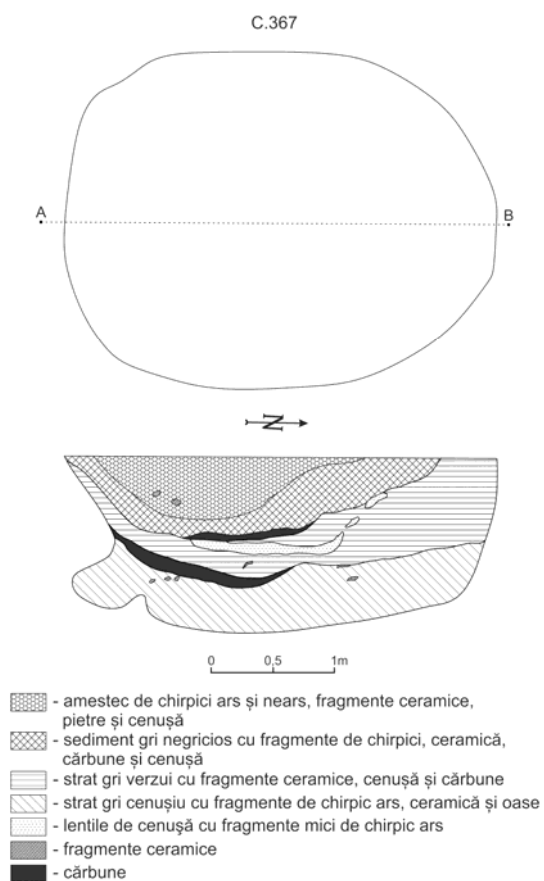 C.367
A
B
N
0 0,5 1m
- amestec de chirpici ars și nears, fragmente ceramice,
pietre și cenușă
- sediment gri negricios cu fragmente de chirpici, ceramică,
cărbune și cenușă
- strat gri verzui cu fragmente ceramice, cenușă și cărbune
- strat gri cenușiu cu fragmente de chirpic ars, ceramică și oase
- lentile de cenuşă cu fragmente mici de chirpic ars
- fragmente ceramice
- cărbune